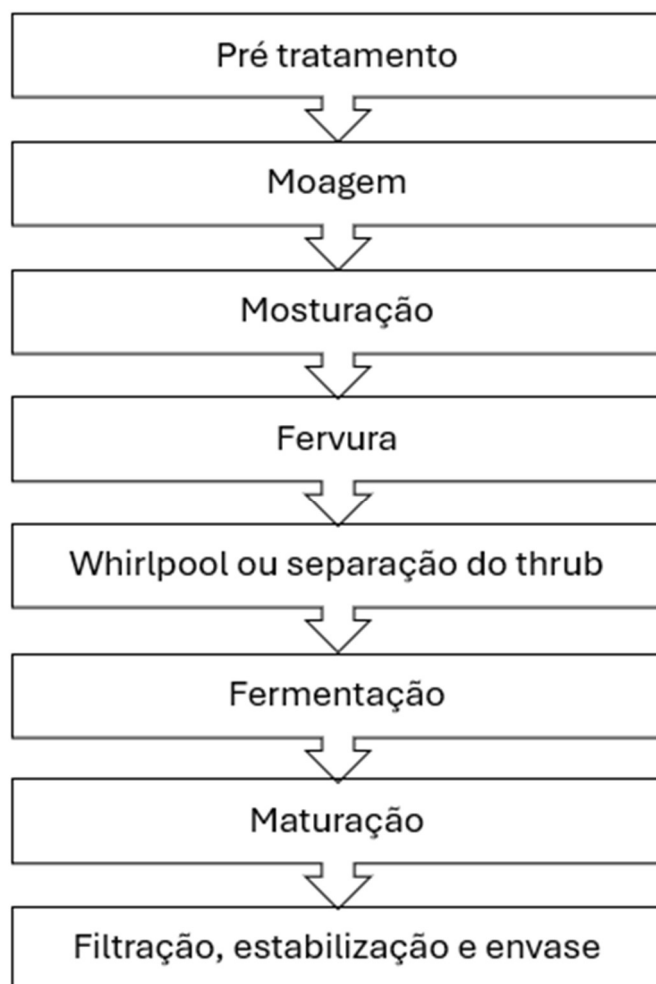 Pré tratamento
Moagem
Mosturação
Fervura
Whirlpool ou separação do thrub
Fermentação
Maturação
Filtração, estabilização e envase